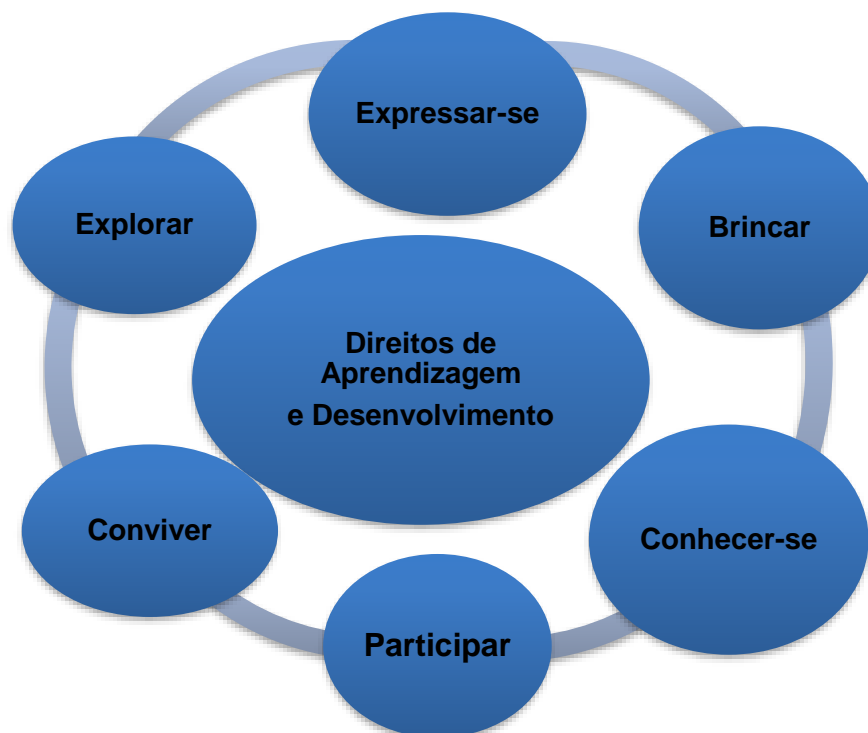 Expressar-se
Explorar
Brincar
Direitos de
Aprendizagem
e Desenvolvimento
Conviver
Conhecer-se
Participar